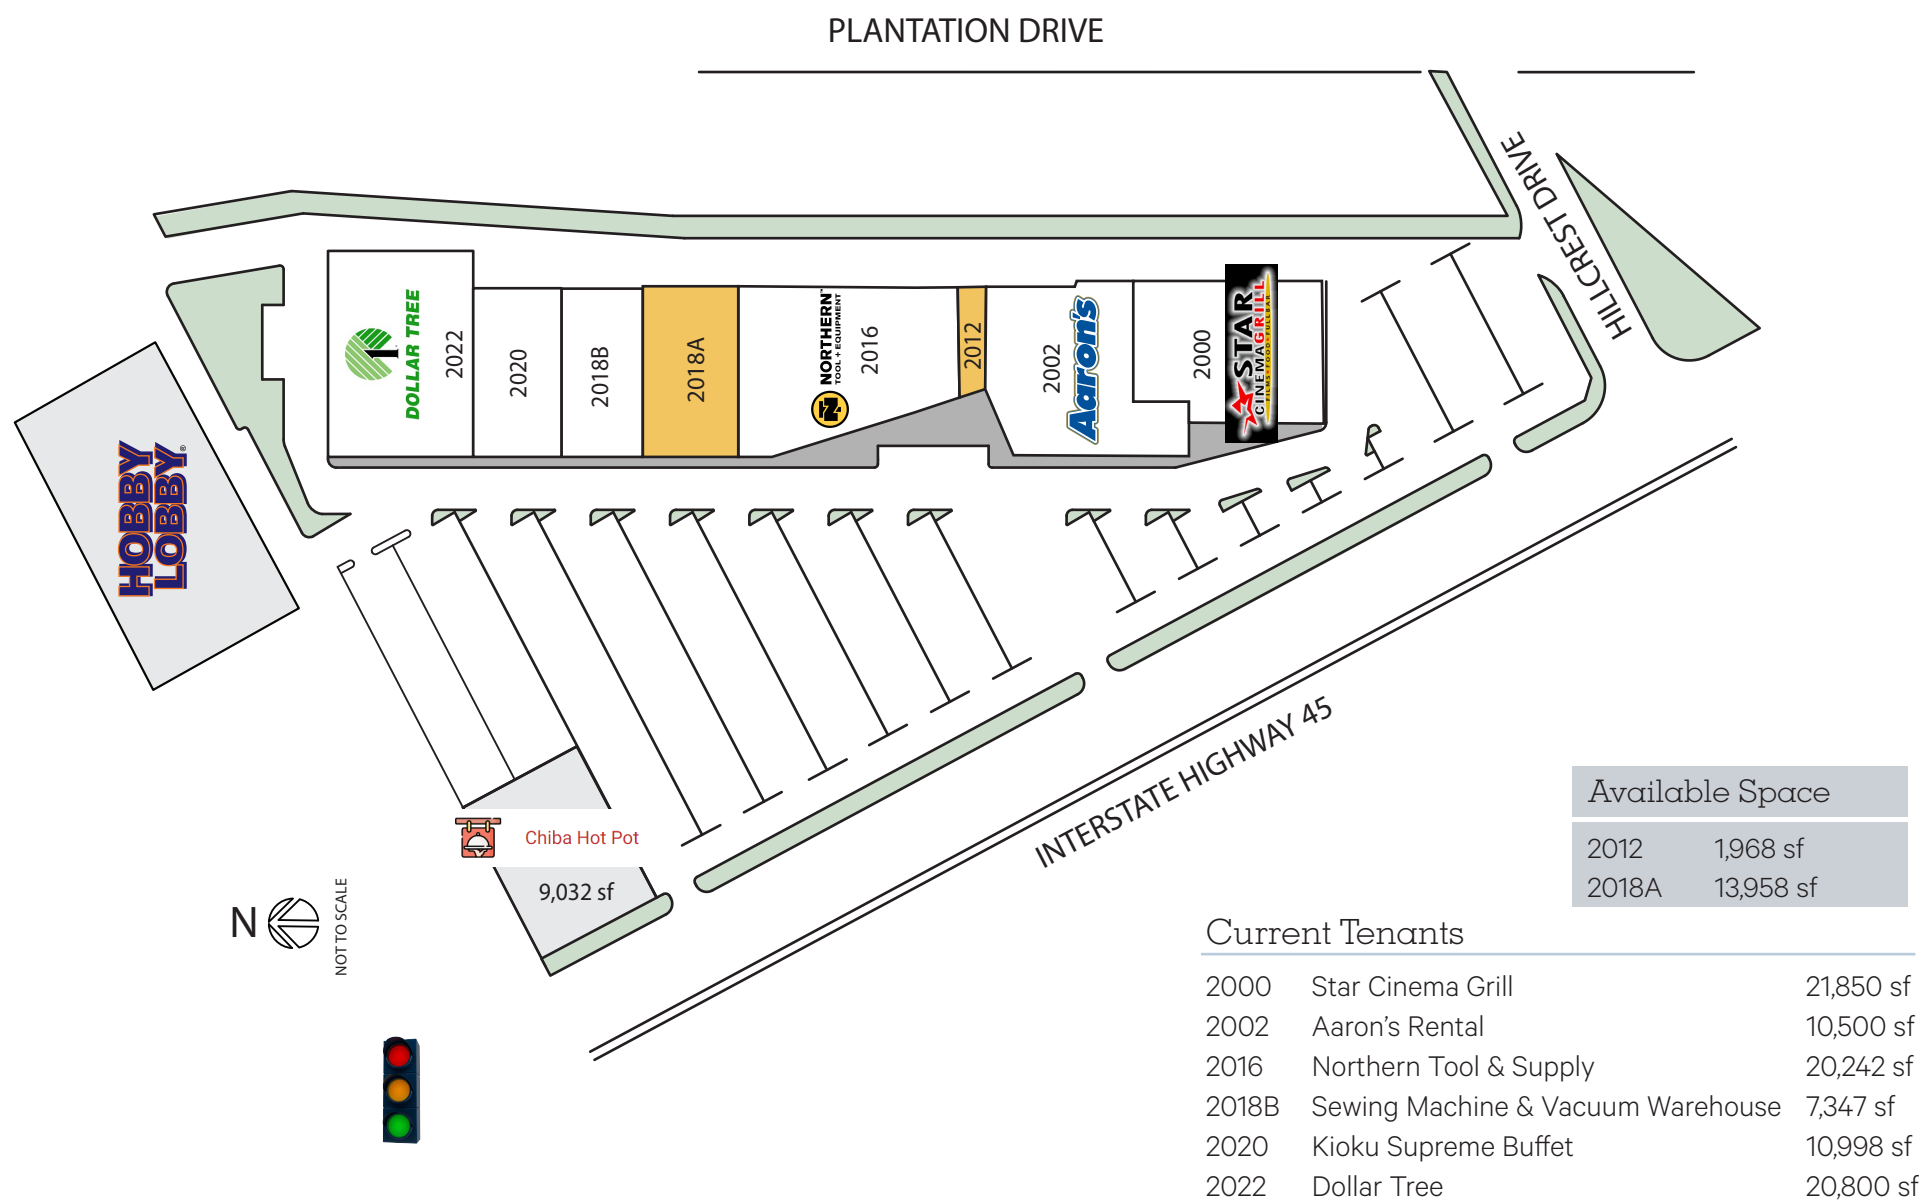 PLANTATION DRIVE
HILLCREST DRIVE
DOLLAR TREE
2022
2020
2018B
2018A
NORTHERN
TOOL + EQUIPMENT
N
2016
2012
2002
Aaron's
2000
STAR
CINEMAGRILL
FILMS•FOOD•FULLBAR
HOBBY
LOBBY
INTERSTATE HIGHWAY 45
Chiba Hot Pot
9,032 sf
N
NOT TO SCALE
Available Space
2012 1,968 sf
2018A 13,958 sf
Current Tenants
2000 Star Cinema Grill 21,850 sf
2002 Aaron’s Rental 10,500 sf
2016 Northern Tool & Supply 20,242 sf
2018B Sewing Machine & Vacuum Warehouse 7,347 sf
2020 Kioku Supreme Buffet 10,998 sf
2022 Dollar Tree 20,800 sf